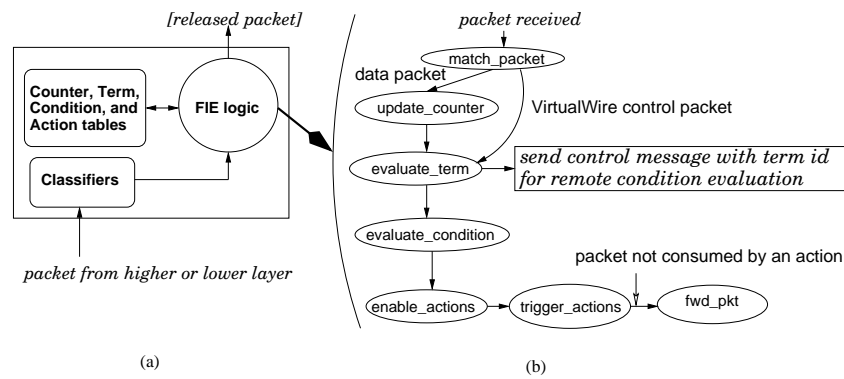 [released packet]
Counter, Term,
Condition, and
Action tables
FIE logic
Classifiers
packet from higher or lower layer
(a)
packet received
match_packet
data packet
update_counter
VirtualWire control packet
evaluate_term
send control message with term id
for remote condition evaluation
evaluate_condition
packet not consumed by an action
enable_actions
trigger_actions
fwd_pkt
(b)